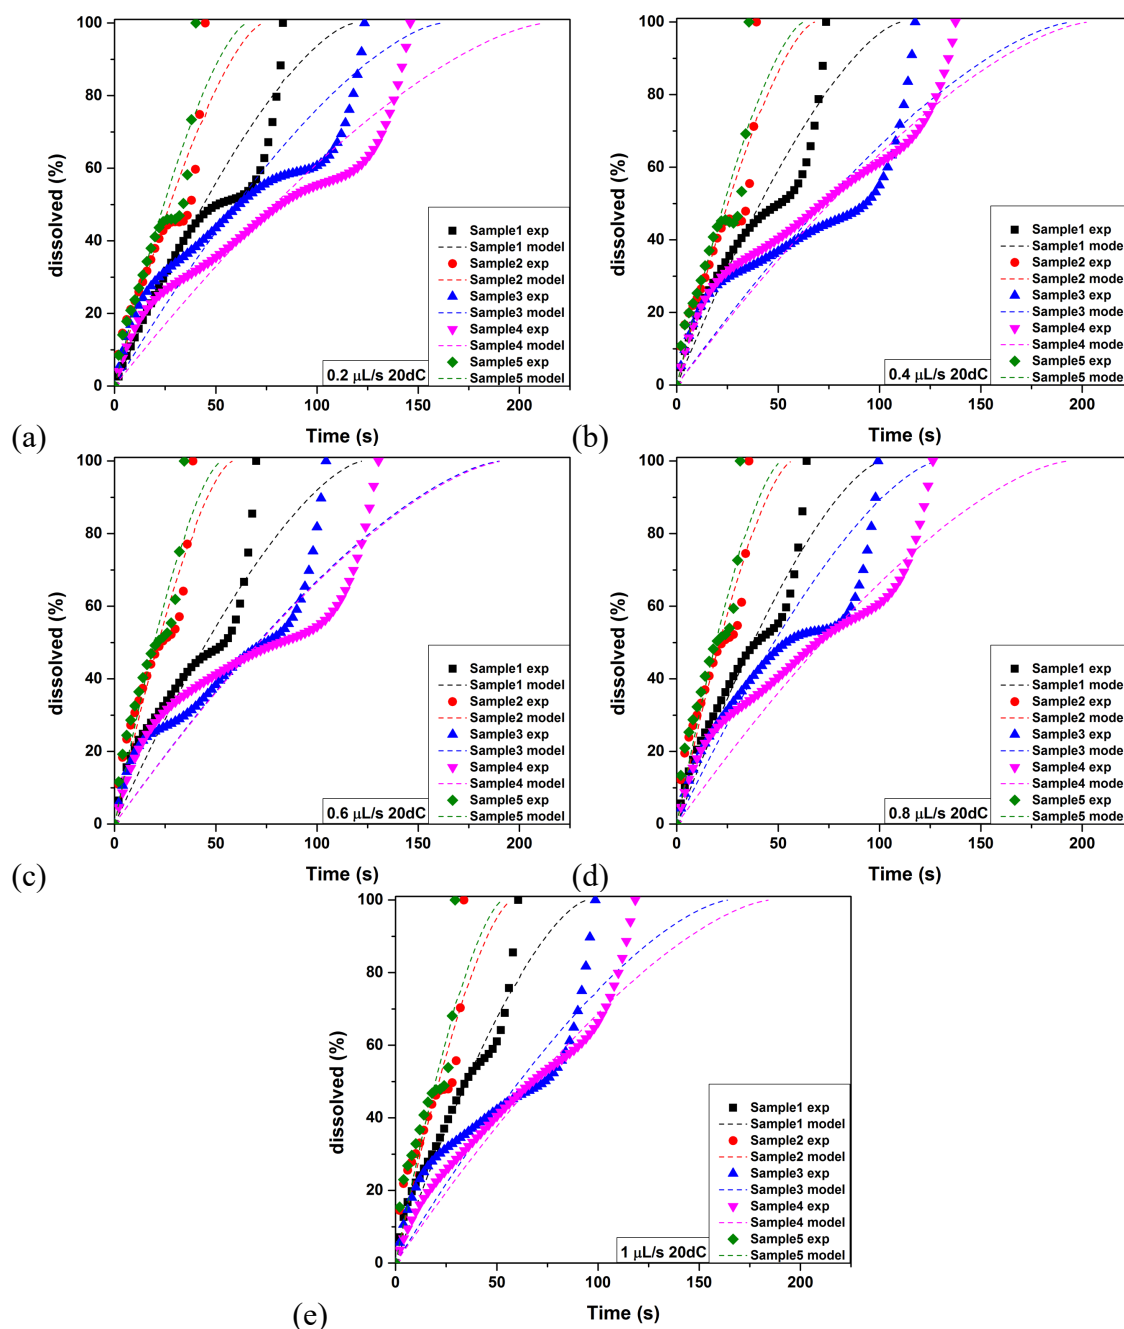 100
80
60
40
20
0
dissolved (%)
Sample1 exp
Sample1 model
Sample2 exp
Sample2 model
Sample3 exp
Sample3 model
Sample4 exp
Sample4 model
Sample5 exp
Sample5 model
0.2 μL/s 20dC
0 50 100 150 200
Time (s)
(a)
100
80
60
40
20
0
dissolved (%)
Sample1 exp
Sample1 mode
Sample2 exp
Sample2 mode
Sample3 exp
Sample3 mode
Sample4 exp
Sample4 mode
Sample5 exp
Sample5 mode
0.4 μL/s 20dC
0 50 100 150 200
Time (s)
(b)
100
80
60
40
20
0
dissolved (%)
Sample1 exp
Sample1 model
Sample2 exp
Sample2 model
Sample3 exp
Sample3 model
Sample4 exp
Sample4 model
Sample5 exp
Sample5 model
0.6 μL/s 20dC
0 50 100 150 200
Time (s)
(c)
100
80
60
40
20
0
dissolved (%)
Sample1 exp
Sample1 mode
Sample2 exp
Sample2 mode
Sample3 exp
Sample3 mode
Sample4 exp
Sample4 mode
Sample5 exp
Sample5 mode
0.8 μL/s 20dC
0 50 100 150 200
Time (s)
(d)
100
80
60
40
20
0
dissolved (%)
Sample1 exp
Sample1 model
Sample2 exp
Sample2 model
Sample3 exp
Sample3 model
Sample4 exp
Sample4 model
Sample5 exp
Sample5 model
1 μL/s 20dC
0 50 100 150 200
Time (s)
(e)